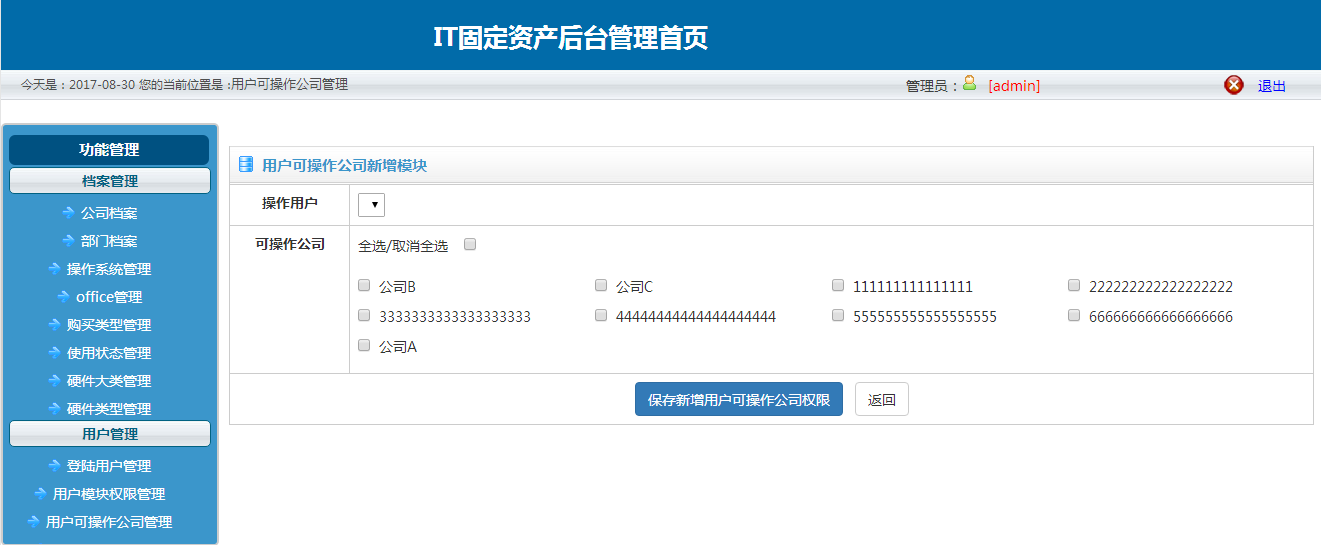 IT固定资产后台管理首页
今天是：2017-08-30 您的当前位置是 :用户可操作公司管理 管理员： [admin] 退出
功能管理
档案管理
公司档案
部门档案
操作系统管理
office管理
购买类型管理
使用状态管理
硬件大类管理
硬件类型管理
用户管理
登陆用户管理
用户模块权限管理
用户可操作公司管理
用户可操作公司新增模块
操作用户
可操作公司 全选/取消全选
公司B 公司C 111111111111111 222222222222222222
3333333333333333333 44444444444444444444 555555555555555555 666666666666666666
公司A
保存新增用户可操作公司权限 返回